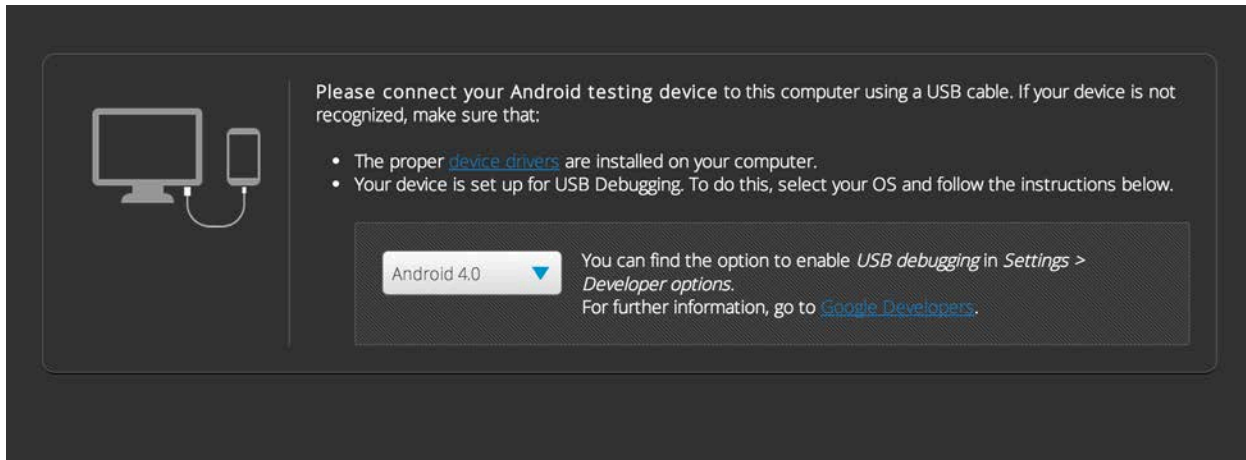 Please connect your Android testing device to this computer using a USB cable. If your device is not
recognized, make sure that:
• The proper device drivers are installed on your computer.
• Your device is set up for USB Debugging. To do this, select your OS and follow the instructions below.
Android 4.0
You can find the option to enable USB debugging in Settings >
Developer options.
For further information, go to Google Developers.